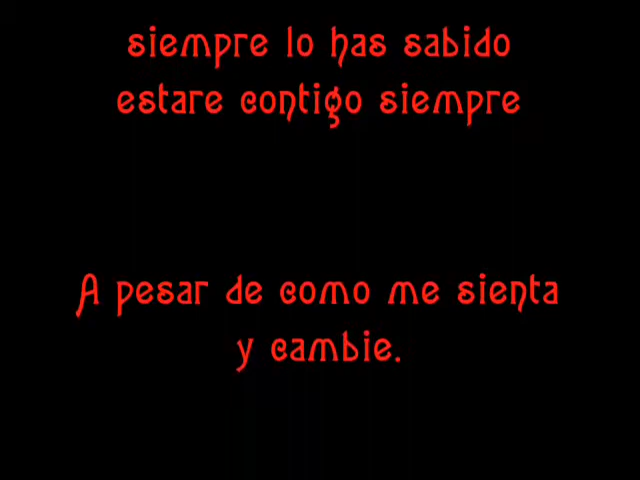 siempre lo has sabido
estare contigo siempre
A pesar de como me sienta
y cambie.